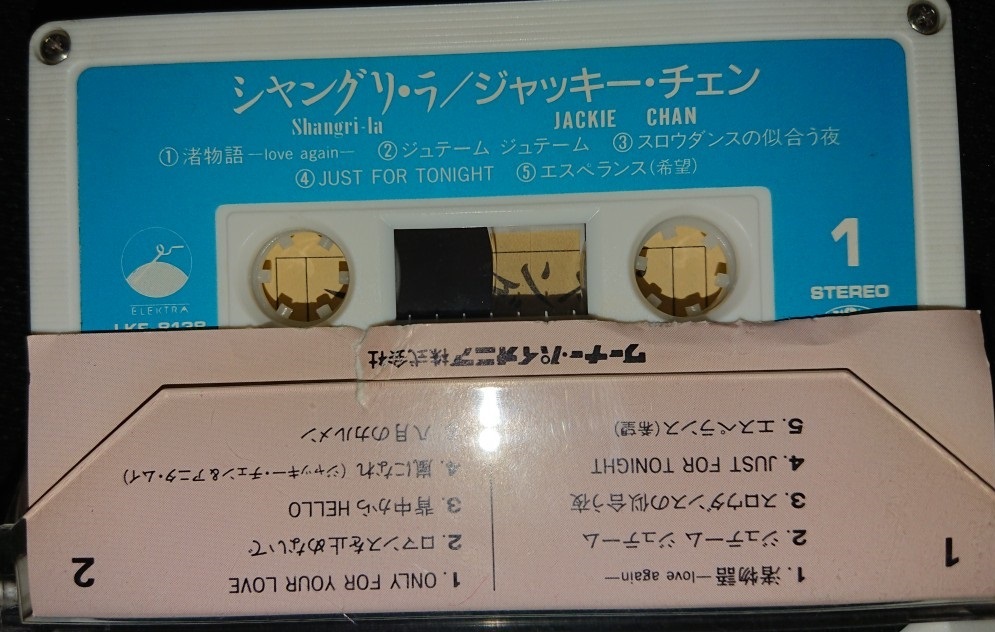 シャングリ・ラ/ジャッキー・チェン
Shangri-la JACKIE CHAN
①渚物語—love again— ②ジュテーム ジュテーム ③スロウダンスの似合う夜
④JUST FOR TONIGHT ⑤エスペランス(希望)
1
STEREO
ELEKTRA
ワーナー・パイオニア株式会社
1
1. 渚物語—love again—
2. ジュテーム ジュテーム
3. スロウダンスの似合う夜
4. JUST FOR TONIGHT
5. エスペランス(希望)
2
1. ONLY FOR YOUR LOVE
2. ロマンスを止めないで
3. 背中からHELLO
4. 嵐になれ(ジャッキー・チェン&アニタ・ムイ)
八月のカルメン